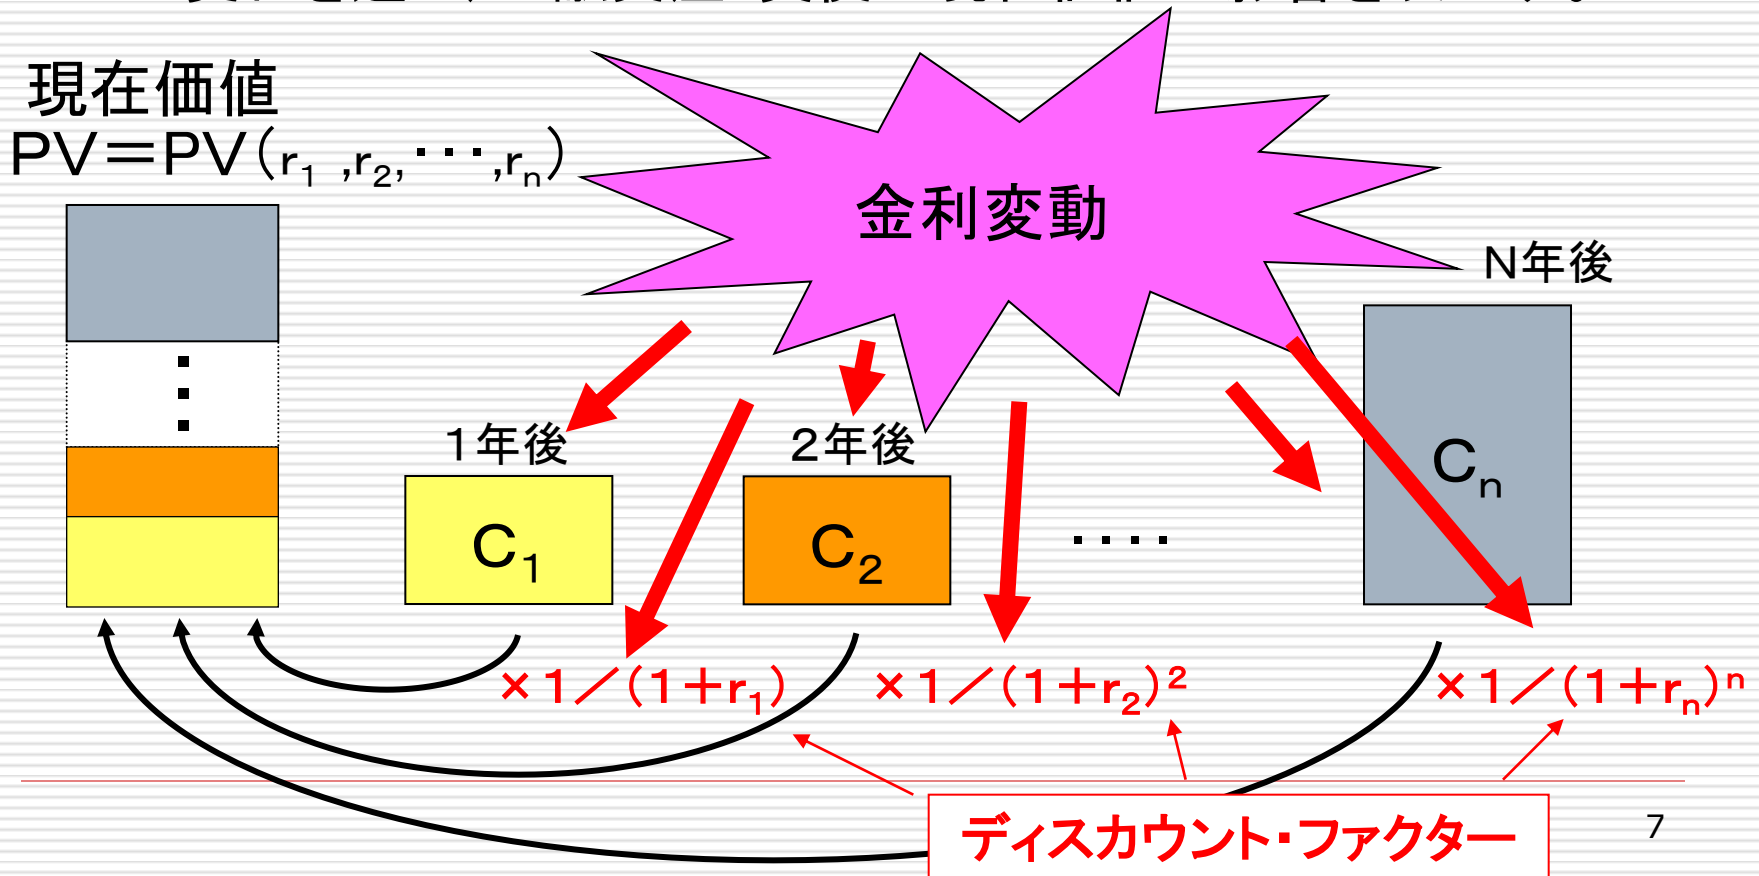 現在価値
PV＝PV(r₁ ,r₂, ･･･ ,rₙ)
金利変動
N年後
1年後
2年後
C₁
C₂
････
Cₙ
×1／(1＋r₁)
×1／(1＋r₂)²
×1／(1＋rₙ)ⁿ
ディスカウント・ファクター
7